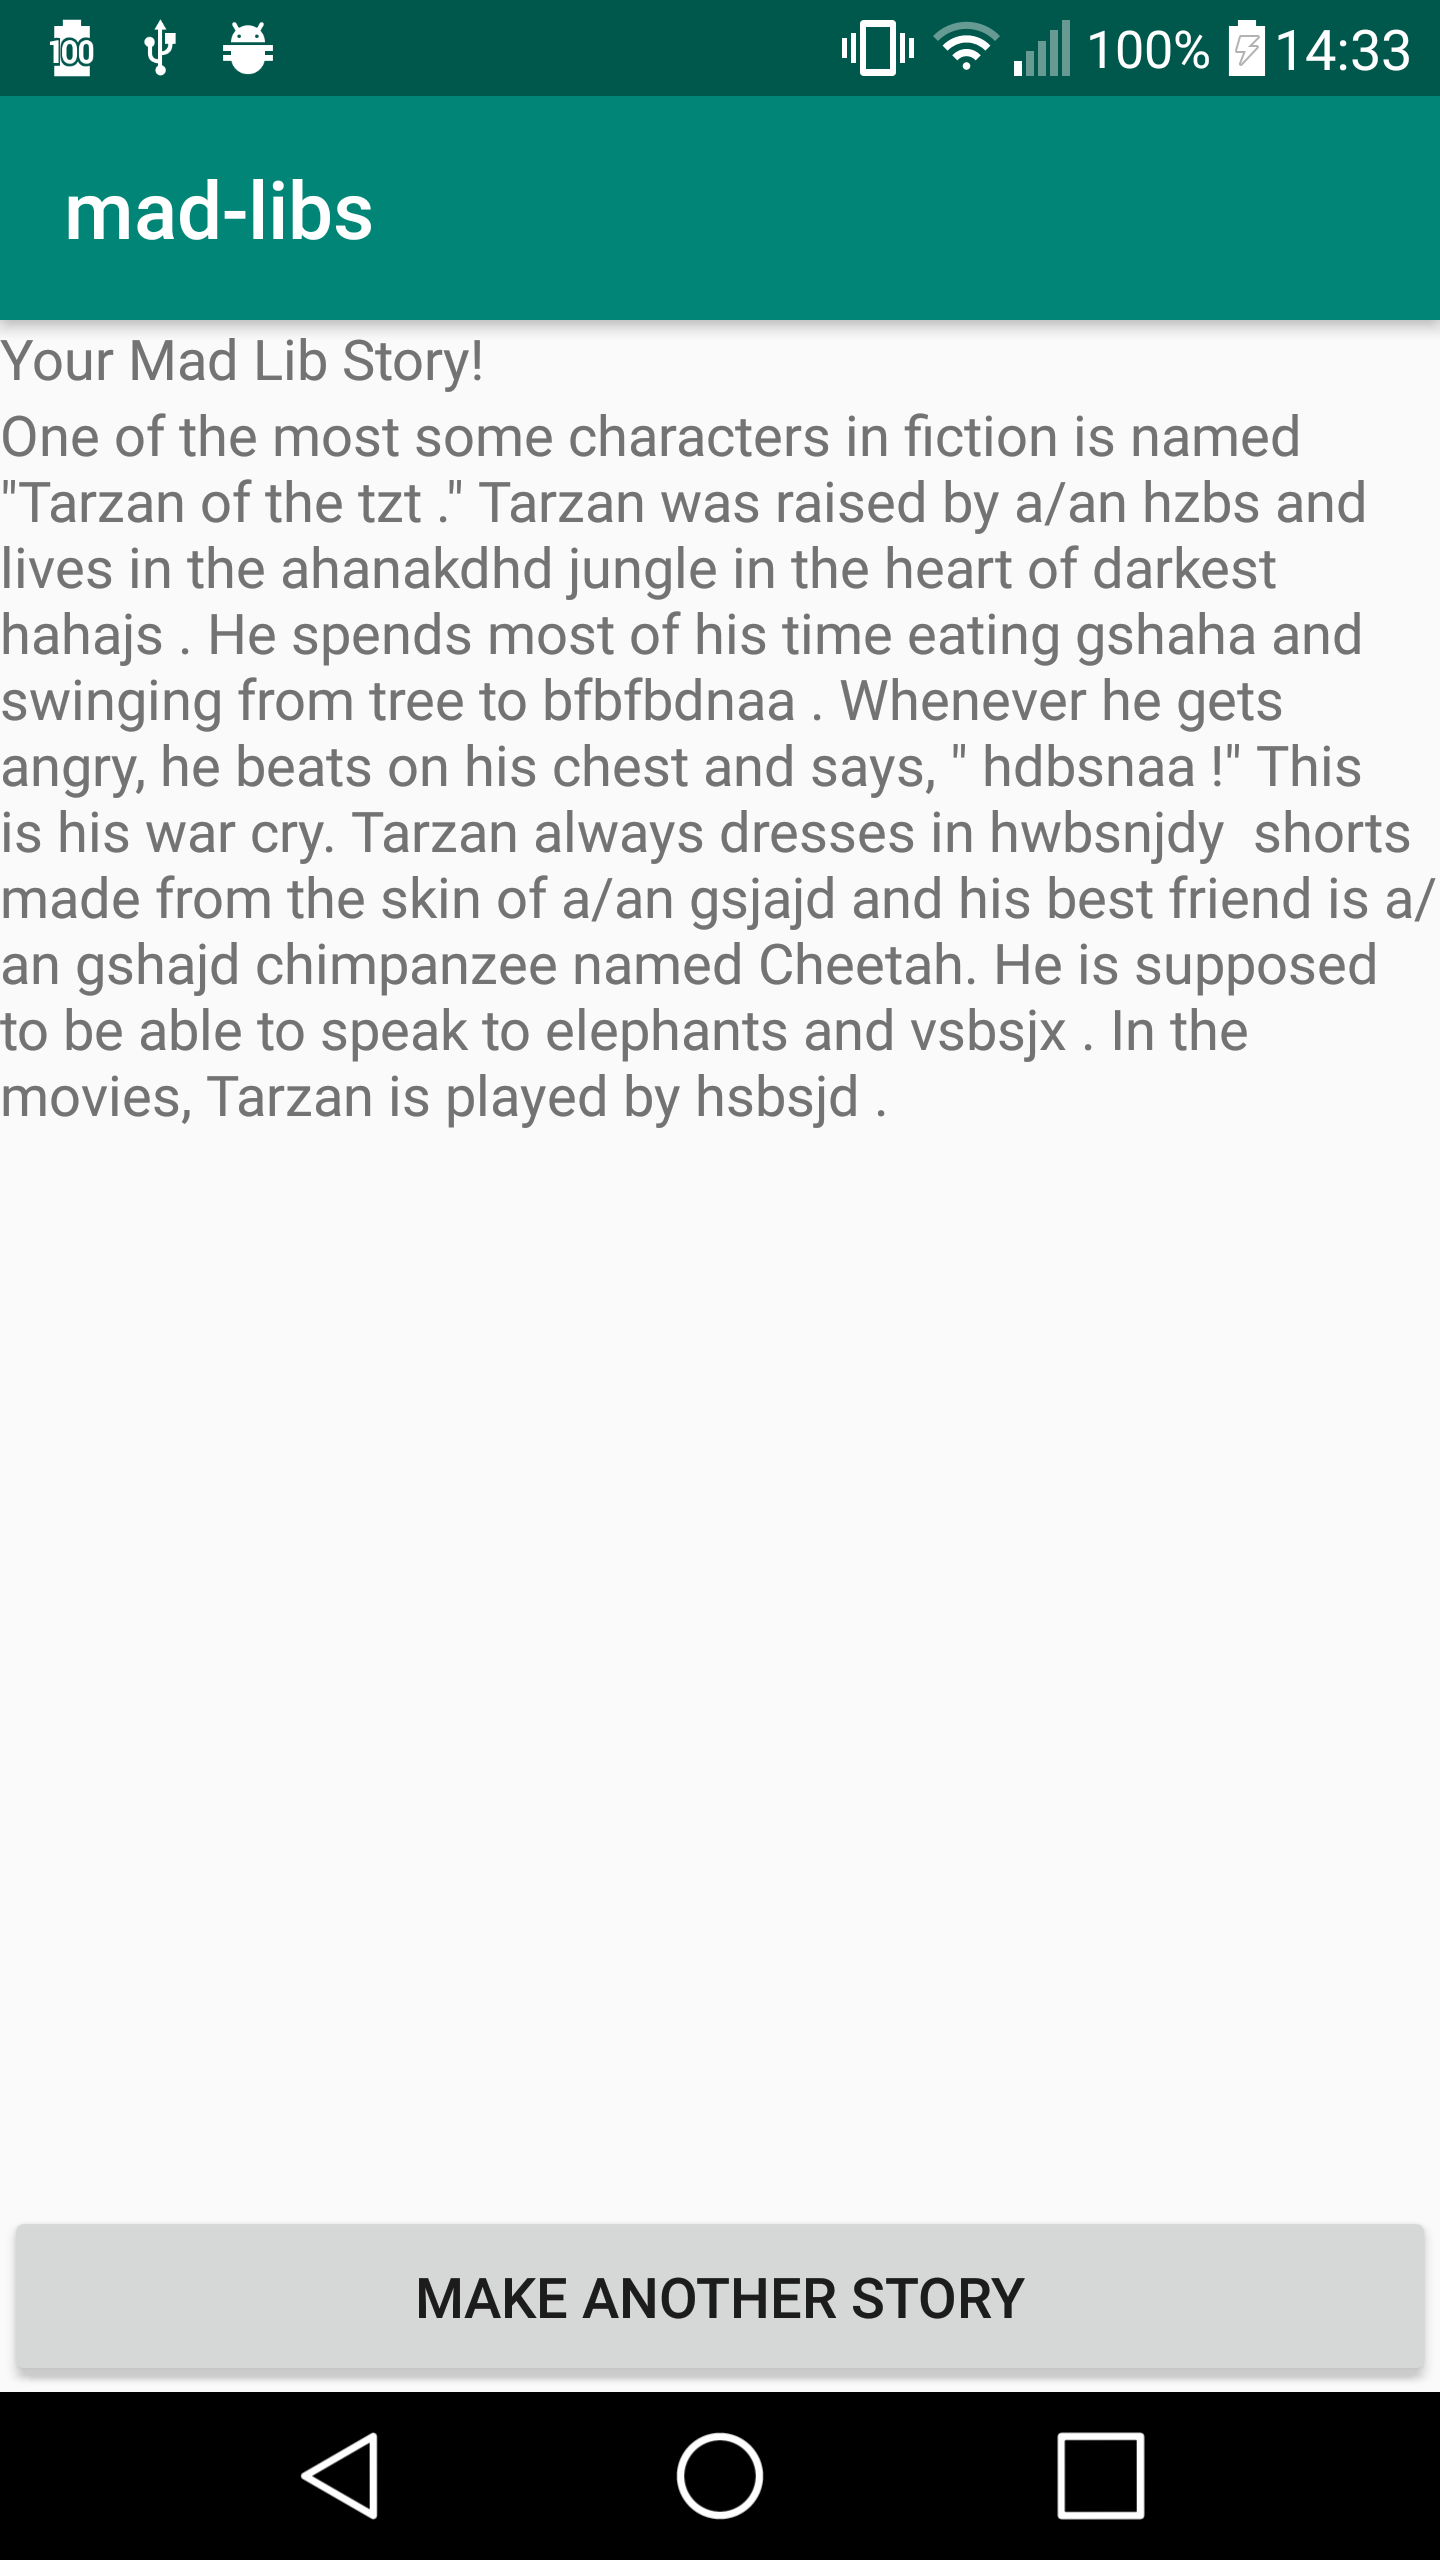 100
100% 14:33
mad-libs
Your Mad Lib Story!
One of the most some characters in fiction is named
"Tarzan of the tzt ." Tarzan was raised by a/an hzbs and
lives in the ahanakdhd jungle in the heart of darkest
hahajs . He spends most of his time eating gshaha and
swinging from tree to bfbfbdnaa . Whenever he gets
angry, he beats on his chest and says, " hdbsnaa !" This
is his war cry. Tarzan always dresses in hwbsnjdy  shorts
made from the skin of a/an gsjajd and his best friend is a/
an gshajd chimpanzee named Cheetah. He is supposed
to be able to speak to elephants and vsbsjx . In the
movies, Tarzan is played by hsbsjd .
MAKE ANOTHER STORY